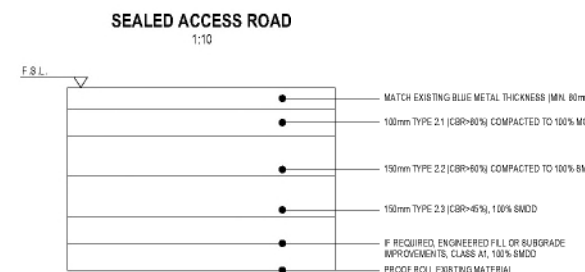 SEALED ACCESS ROAD
1:10
F.S.L.
MATCH EXISTING BLUE METAL THICKNESS (MIN. 60m
100mm TYPE 2.1 (CBR>80%) COMPACTED TO 100% M
150mm TYPE 2.2 (CBR>60%) COMPACTED TO 100% SM
150mm TYPE 2.3 (CBR>45%), 100% SMDD
IF REQUIRED, ENGINEERED FILL OR SUBGRADE
IMPROVEMENTS, CLASS A1, 100% SMDD
PROOF ROLL EXISTING MATERIAL